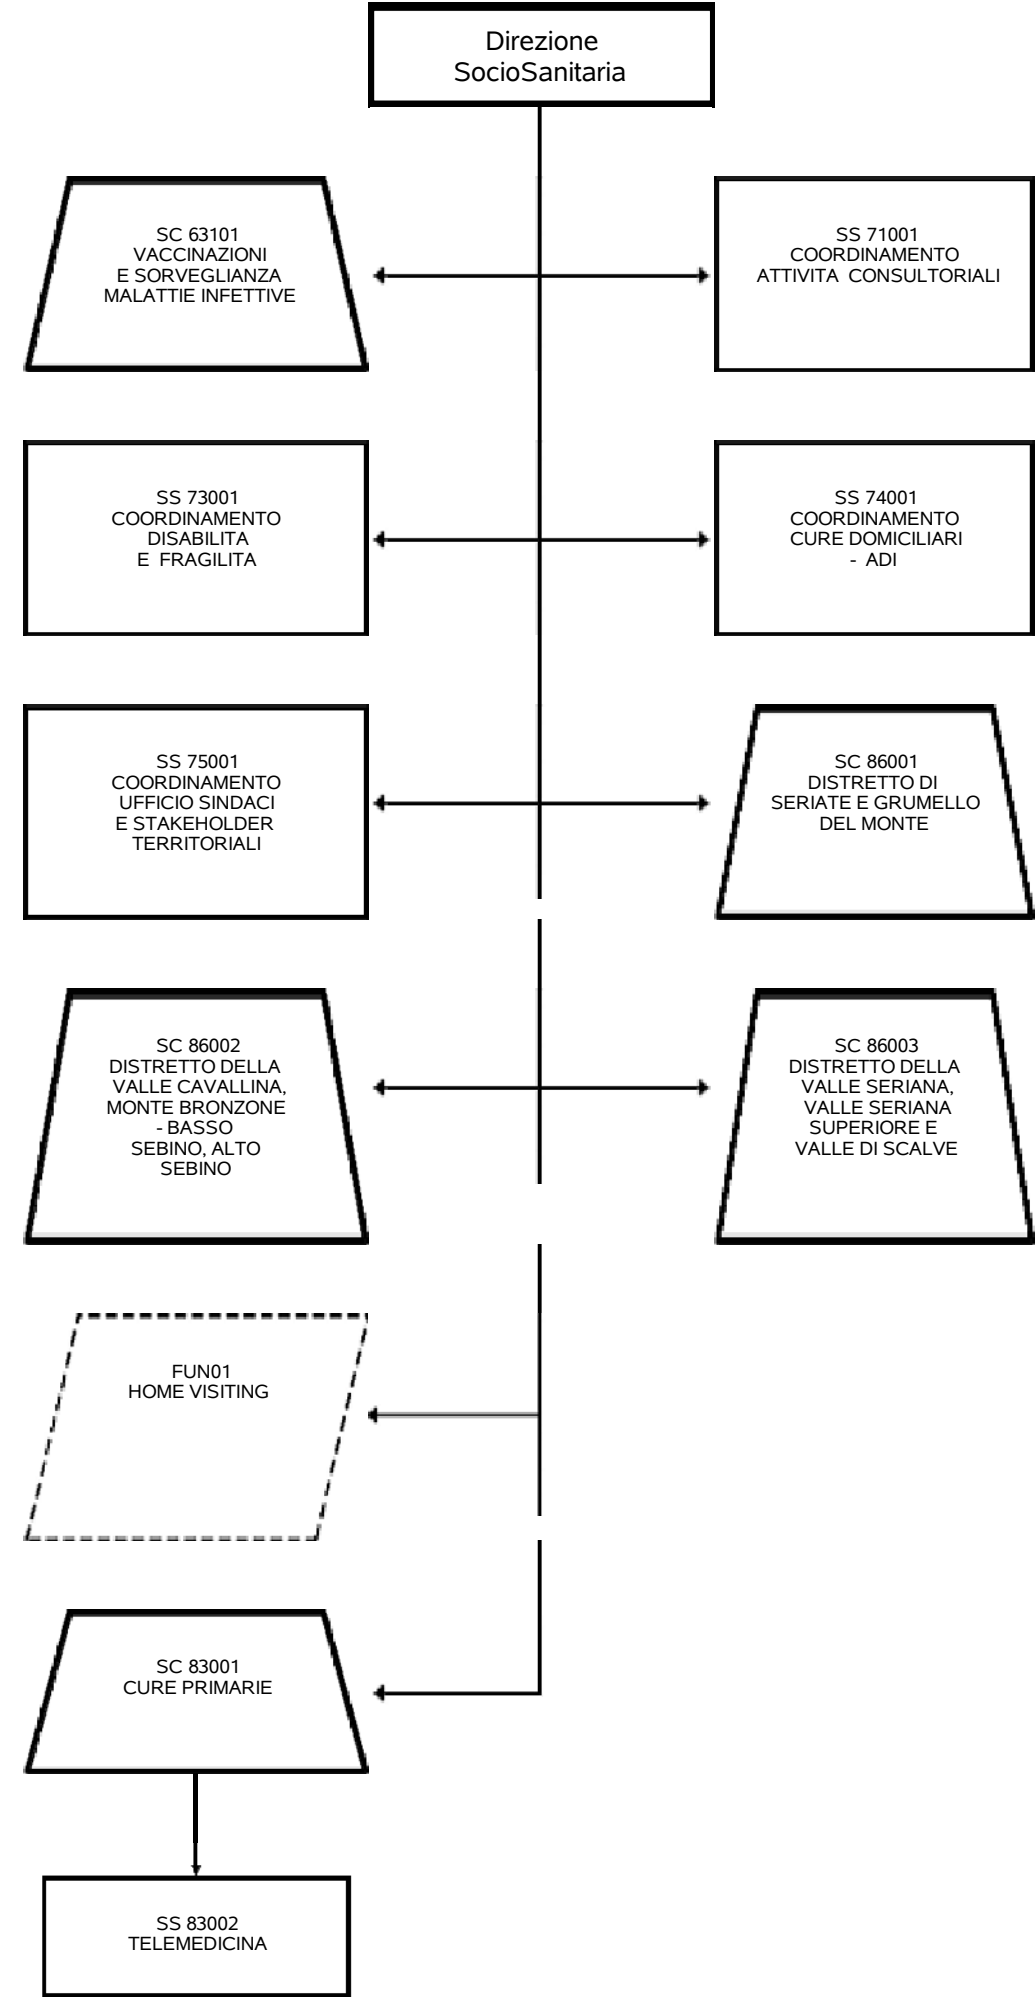 Direzione
SocioSanitaria
SC 63101
VACCINAZIONI
E SORVEGLIANZA
MALATTIE INFETTIVE
SS 71001
COORDINAMENTO
ATTIVITA  CONSULTORIALI
SS 73001
COORDINAMENTO
DISABILITA
E  FRAGILITA
SS 74001
COORDINAMENTO
CURE DOMICILIARI
-  ADI
SS 75001
COORDINAMENTO
UFFICIO SINDACI
E STAKEHOLDER
TERRITORIALI
SC 86001
DISTRETTO DI
SERIATE E GRUMELLO
DEL MONTE
SC 86002
DISTRETTO DELLA
VALLE CAVALLINA,
MONTE BRONZONE
- BASSO
SEBINO, ALTO
SEBINO
SC 86003
DISTRETTO DELLA
VALLE SERIANA,
VALLE SERIANA
SUPERIORE E
VALLE DI SCALVE
FUN01
HOME VISITING
SC 83001
CURE PRIMARIE
SS 83002
TELEMEDICINA